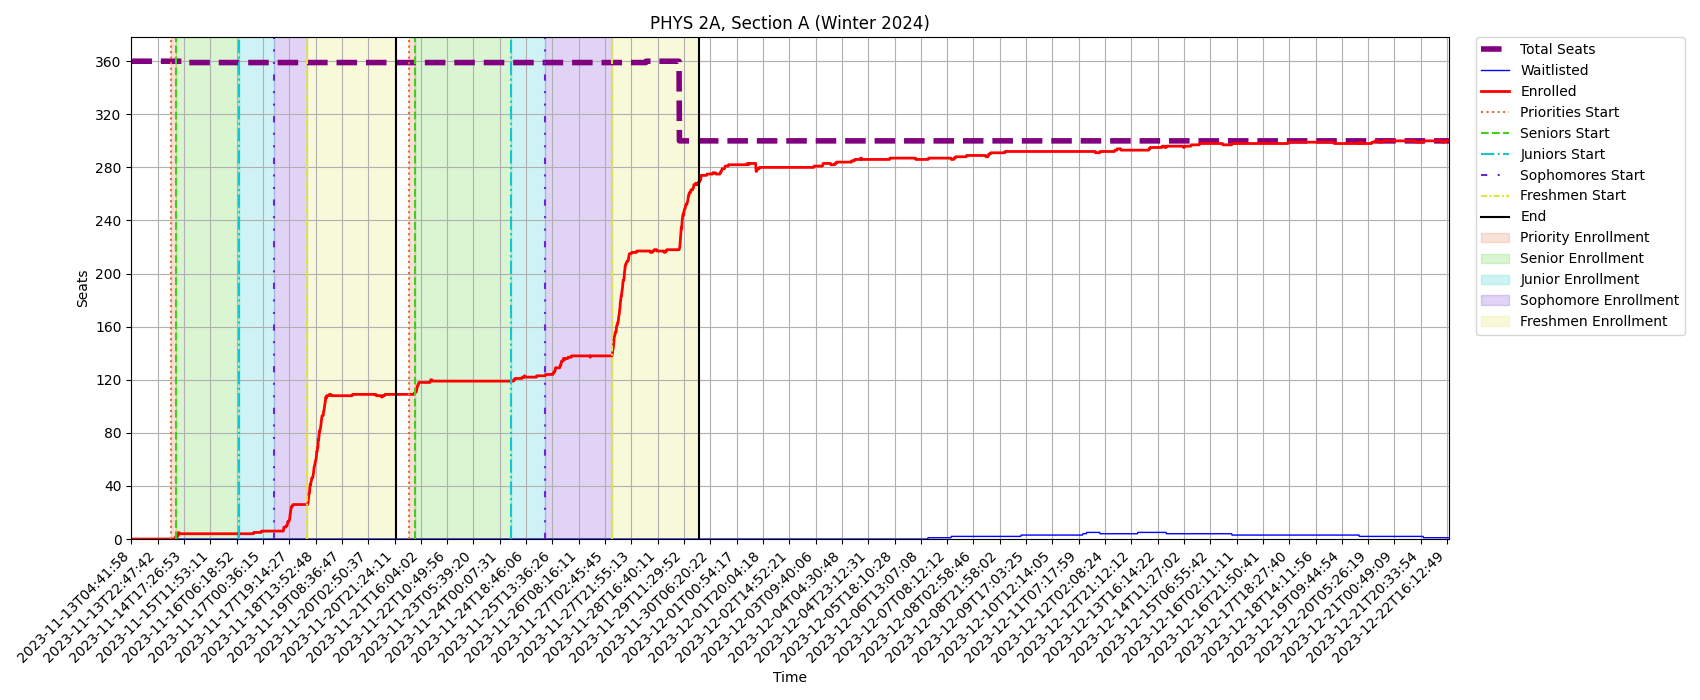 PHYS 2A, Section A (Winter 2024)
Seats
360
320
280
240
200
160
120
80
40
0
2023-11-13T04:41:58
2023-11-13T22:47:42
2023-11-14T17:26:53
2023-11-15T11:53:11
2023-11-16T06:18:52
2023-11-17T00:36:15
2023-11-17T19:14:27
2023-11-18T13:52:48
2023-11-19T08:36:47
2023-11-20T02:50:37
2023-11-20T21:24:11
2023-11-21T16:04:02
2023-11-22T10:49:56
2023-11-23T05:39:20
2023-11-24T00:07:31
2023-11-24T18:46:06
2023-11-25T13:36:26
2023-11-26T08:16:11
2023-11-27T02:45:45
2023-11-27T21:55:13
2023-11-28T16:40:11
2023-11-29T11:29:52
2023-11-30T06:20:22
2023-12-01T00:54:17
2023-12-01T20:04:18
2023-12-02T14:52:21
2023-12-03T09:40:06
2023-12-04T04:30:48
2023-12-04T23:12:31
2023-12-05T18:10:28
2023-12-06T13:07:08
2023-12-07T08:12:12
2023-12-08T02:58:46
2023-12-08T21:58:02
2023-12-09T17:03:25
2023-12-10T12:14:05
2023-12-11T07:17:59
2023-12-12T02:08:24
2023-12-12T21:12:12
2023-12-13T16:14:22
2023-12-14T11:27:02
2023-12-15T06:55:42
2023-12-16T02:11:11
2023-12-16T21:50:41
2023-12-17T18:27:40
2023-12-18T14:11:56
2023-12-19T09:44:54
2023-12-20T05:26:19
2023-12-21T00:49:09
2023-12-21T20:33:54
2023-12-22T16:12:49
Time
Total Seats
Waitlisted
Enrolled
Priorities Start
Seniors Start
Juniors Start
Sophomores Start
Freshmen Start
End
Priority Enrollment
Senior Enrollment
Junior Enrollment
Sophomore Enrollment
Freshmen Enrollment